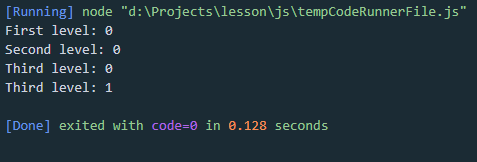 [Running] node "d:\Projects\lesson\js\tempCodeRunnerFile.js"
First level: 0
Second level: 0
Third level: 0
Third level: 1
[Done] exited with code=0 in 0.128 seconds